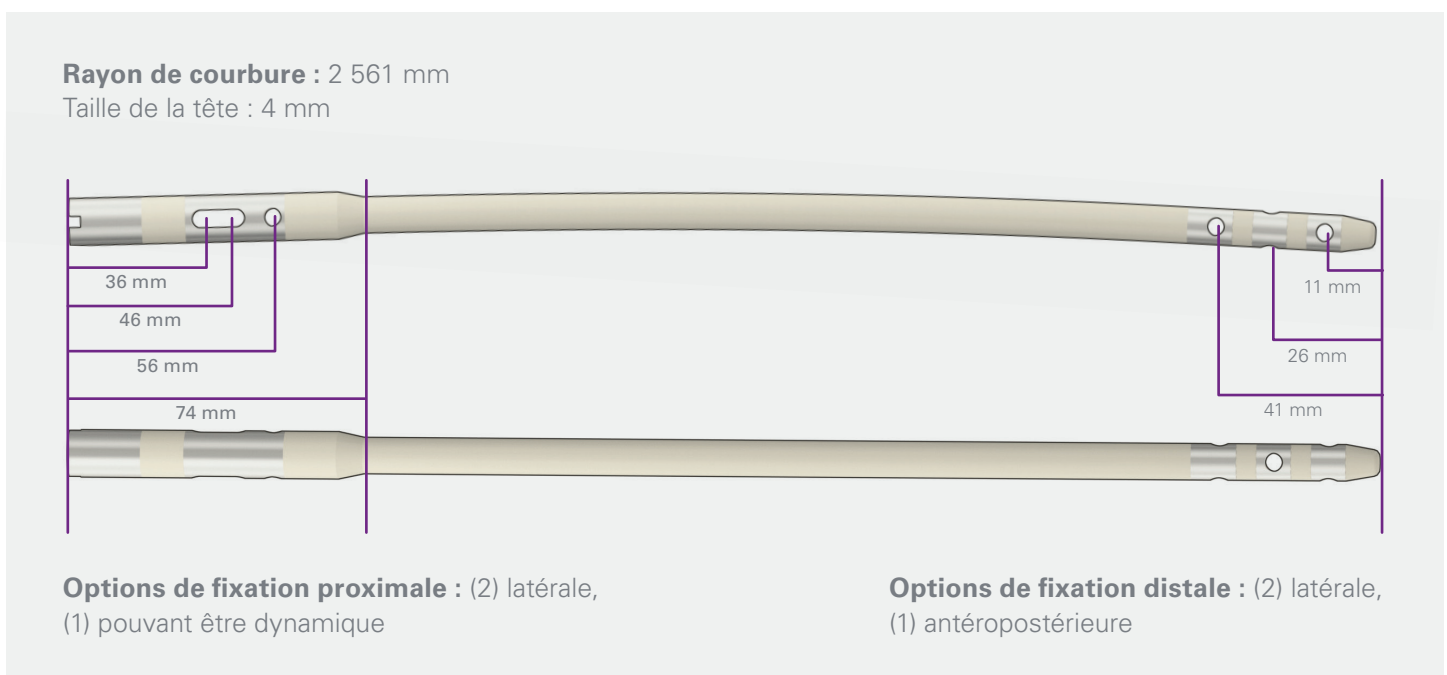 Rayon de courbure : 2 561 mm
Taille de la tête : 4 mm
36 mm
46 mm
56 mm
74 mm
11 mm
26 mm
41 mm
Options de fixation proximale : (2) latérale,
(1) pouvant être dynamique
Options de fixation distale : (2) latérale,
(1) antéropostérieure